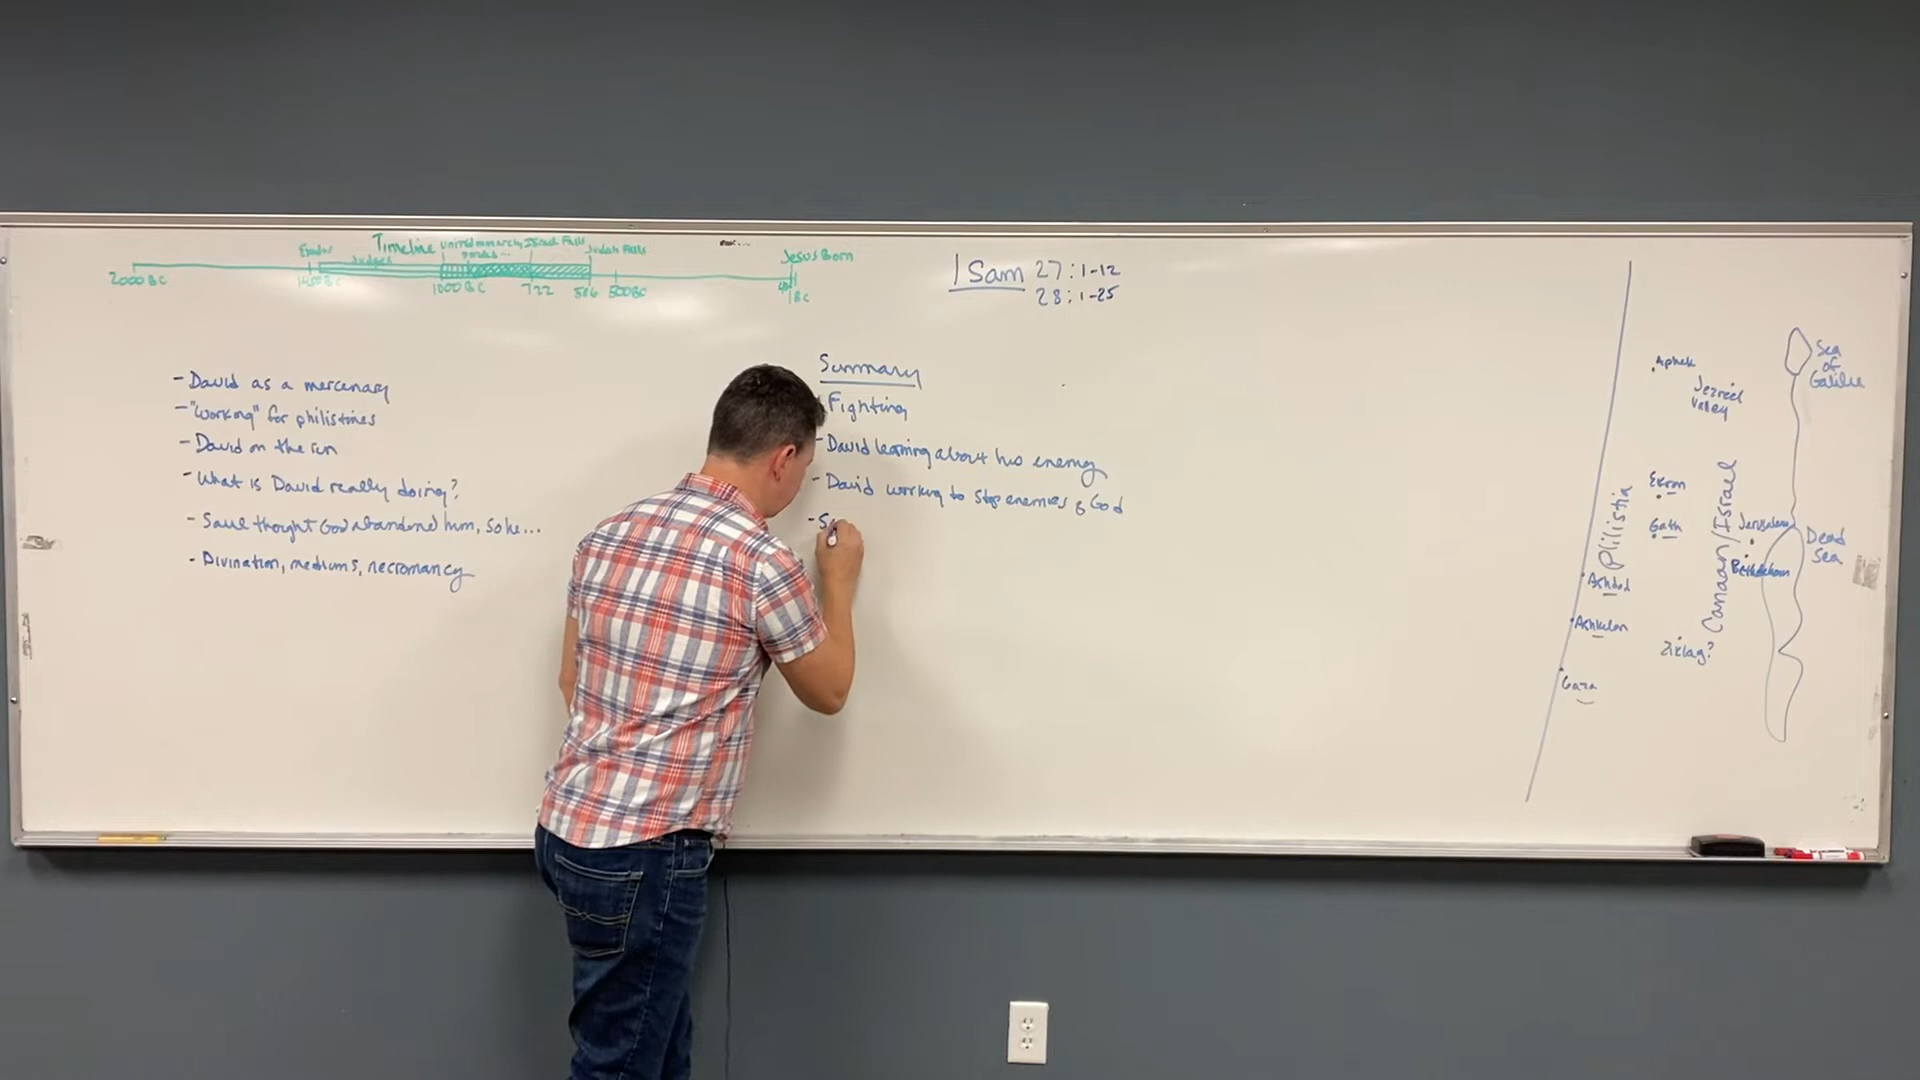 Timeline
Exodus
Judges
united monarchy
Israel Falls
Judah Falls
Jesus Born
2000 BC
1400 BC
1000 BC
722
586
500 BC
1 BC
1 Sam 27:1-12
28:1-25
- David as a mercenary
- "Working" for philistines
- David on the run
- What is David really doing?
- Saul thought God abandoned him, so he...
- Divination, mediums, necromancy
Summary
Fighting
- David learning about his enemy
- David working to stop enemies of God
- S
Aphek
Jezreel
Valley
Sea
of
Galilee
Philistia
Canaan/Israel
Ekron
Gath
Jerusalem
Bethlehem
Dead
Sea
Ashdod
Ashkelon
Ziklag?
Gaza